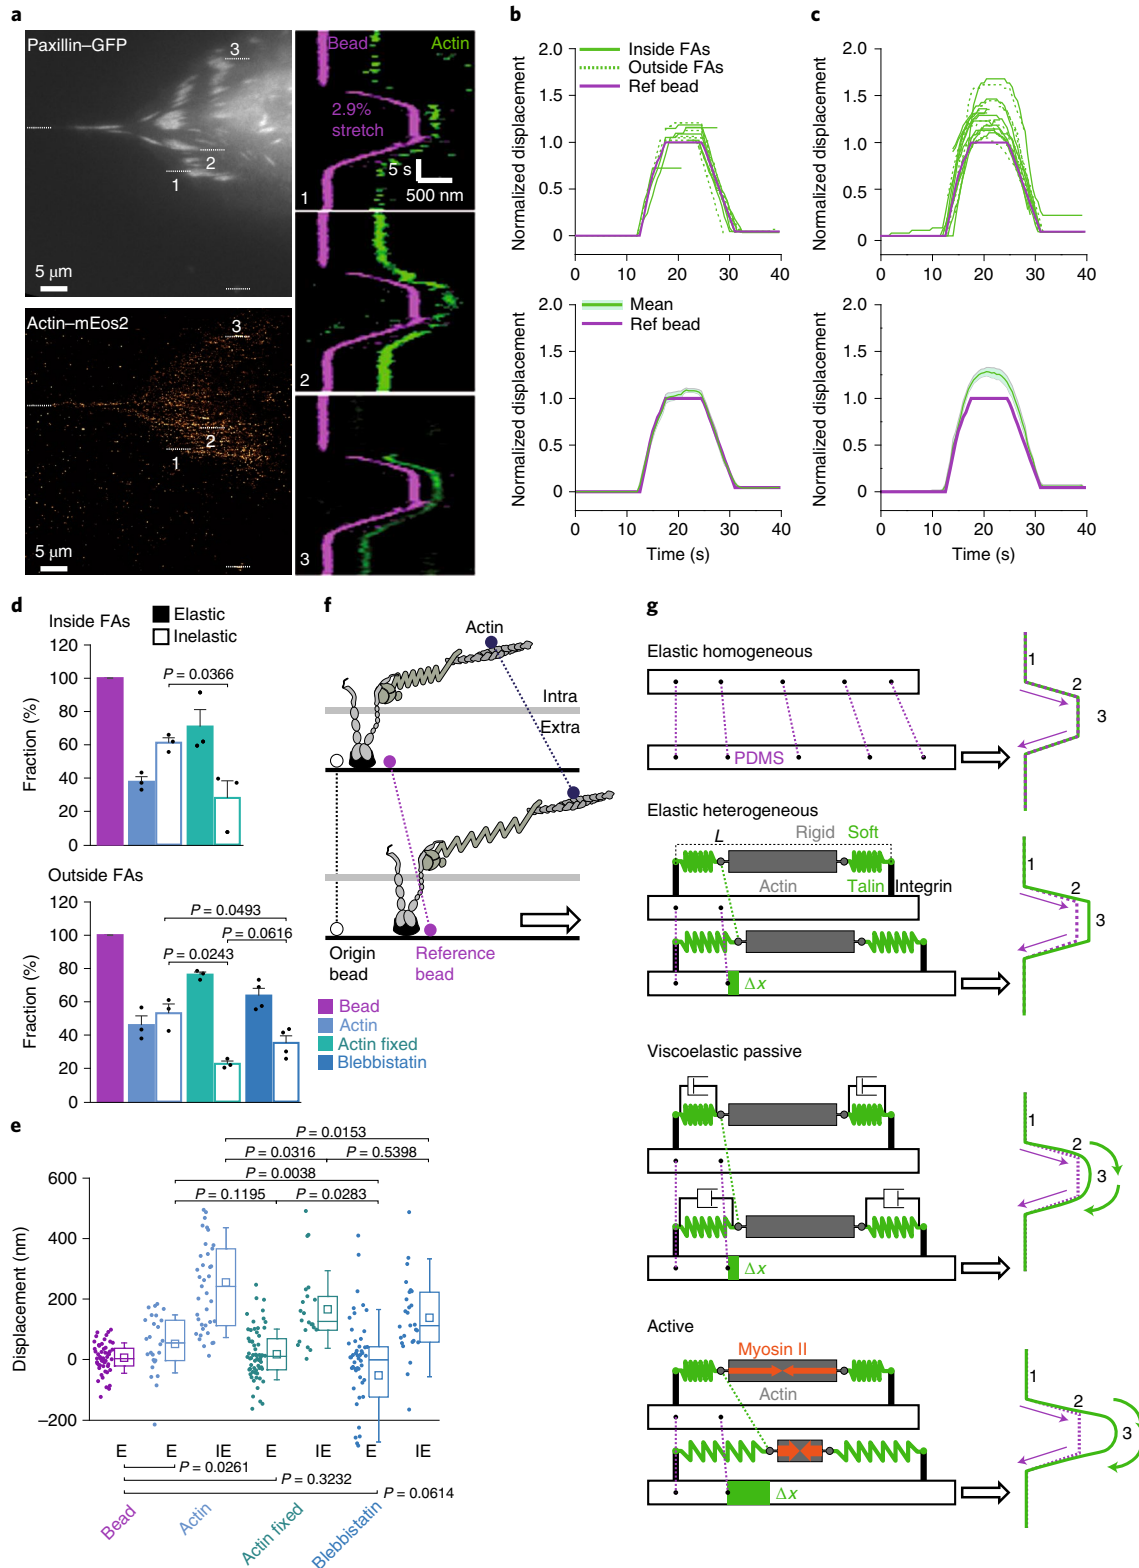 a
Paxillin–GFP
3
2
1
5 μm
Actin–mEos2
3
2
1
5 μm
Bead
Actin
2.9%
stretch
5 s
500 nm
1
2
3
b
Normalized displacement
2.0
1.5
1.0
0.5
0
Inside FAs
Outside FAs
Ref bead
0 10 20 30 40
Normalized displacement
2.0
1.5
1.0
0.5
0
Mean
Ref bead
0 10 20 30 40
Time (s)
c
Normalized displacement
2.0
1.5
1.0
0.5
0
0 10 20 30 40
Normalized displacement
2.0
1.5
1.0
0.5
0
0 10 20 30 40
Time (s)
d
Inside FAs
Elastic
Inelastic
Fraction (%)
120
100
80
60
40
20
0
P = 0.0366
Outside FAs
Fraction (%)
100
80
60
40
20
0
P = 0.0493
P = 0.0616
P = 0.0243
Bead
Actin
Actin fixed
Blebbistatin
e
Displacement (nm)
600
400
200
0
–200
P = 0.0153
P = 0.0316
P = 0.5398
P = 0.0038
P = 0.1195
P = 0.0283
E E IE E IE E IE
P = 0.0261
P = 0.3232
P = 0.0614
Bead
Actin
Actin fixed
Blebbistatin
f
Actin
Intra
Extra
Origin
bead
Reference
bead
g
Elastic homogeneous
PDMS
1
2
3
Elastic heterogeneous
L
Rigid
Soft
Actin
Talin
Integrin
Δx
1
2
3
Viscoelastic passive
Δx
1
2
3
Active
Myosin II
Actin
Δx
1
2
3